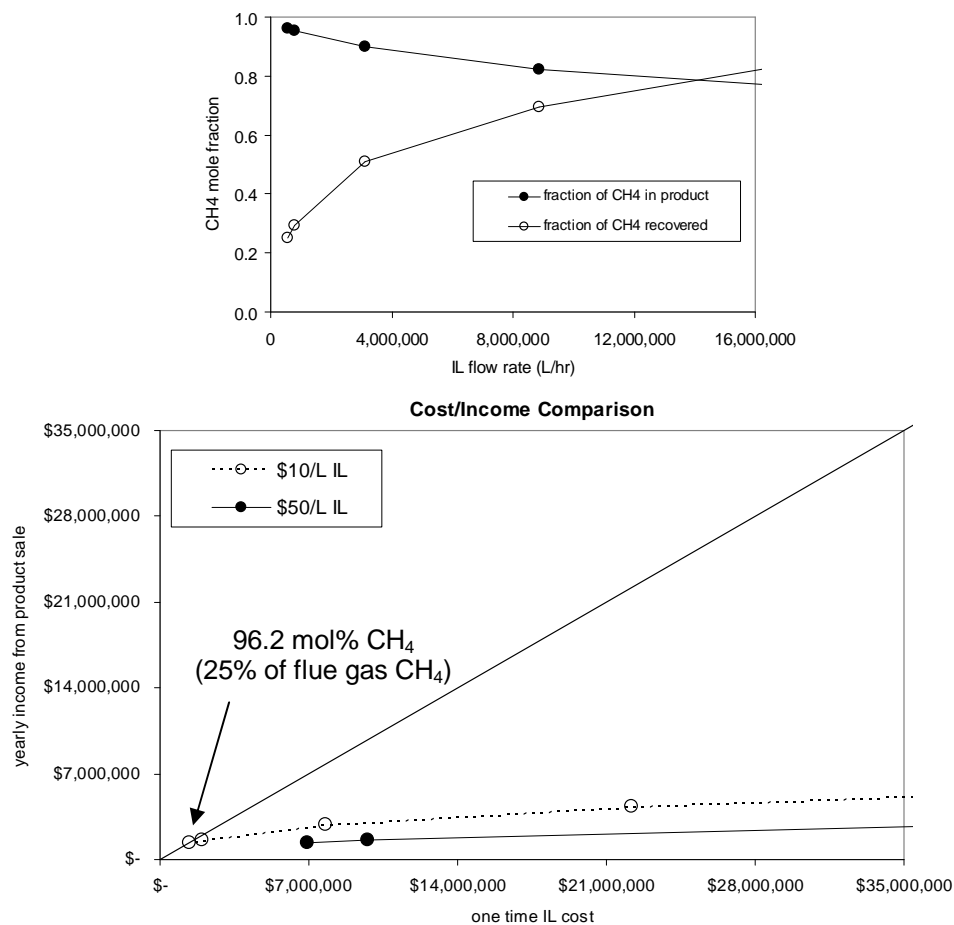 1.0
0.8
0.6
0.4
0.2
0.0
CH4 mole fraction
fraction of CH4 in product
fraction of CH4 recovered
0
4,000,000
8,000,000
12,000,000
16,000,000
IL flow rate (L/hr)
Cost/Income Comparison
$35,000,000
$28,000,000
$21,000,000
$14,000,000
$7,000,000
$-
yearly income from product sale
$10/L IL
$50/L IL
96.2 mol% CH₄
(25% of flue gas CH₄)
$-
$7,000,000
$14,000,000
$21,000,000
$28,000,000
$35,000,000
one time IL cost